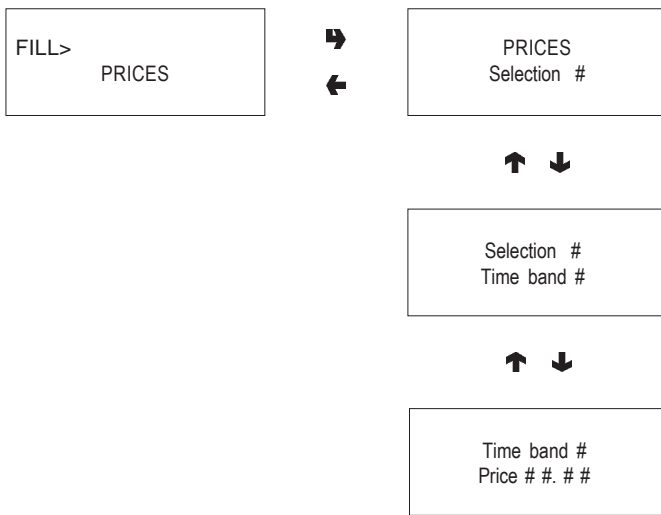 FILL>
PRICES
PRICES
Selection #
Selection #
Time band #
Time band #
Price # #. # #